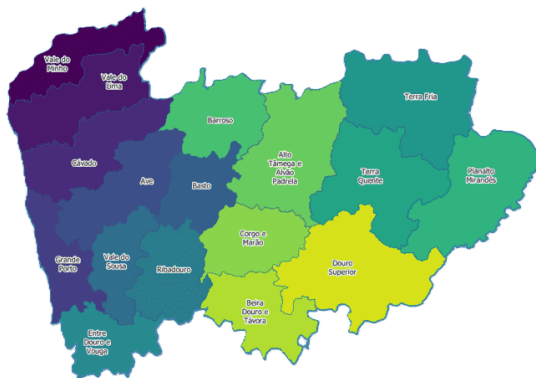 Vale do
Minho
Vale do
Lima
Cávado
Ave
Barroso
Basto
Alto
Tâmega e
Alvão
Padrela
Terra Fria
Terra
Quente
Planalto
Mirandês
Grande
Porto
Vale do
Sousa
Ribadouro
Corgo e
Marão
Douro
Superior
Beira
Douro e
Távora
Entre
Douro e
Vouga